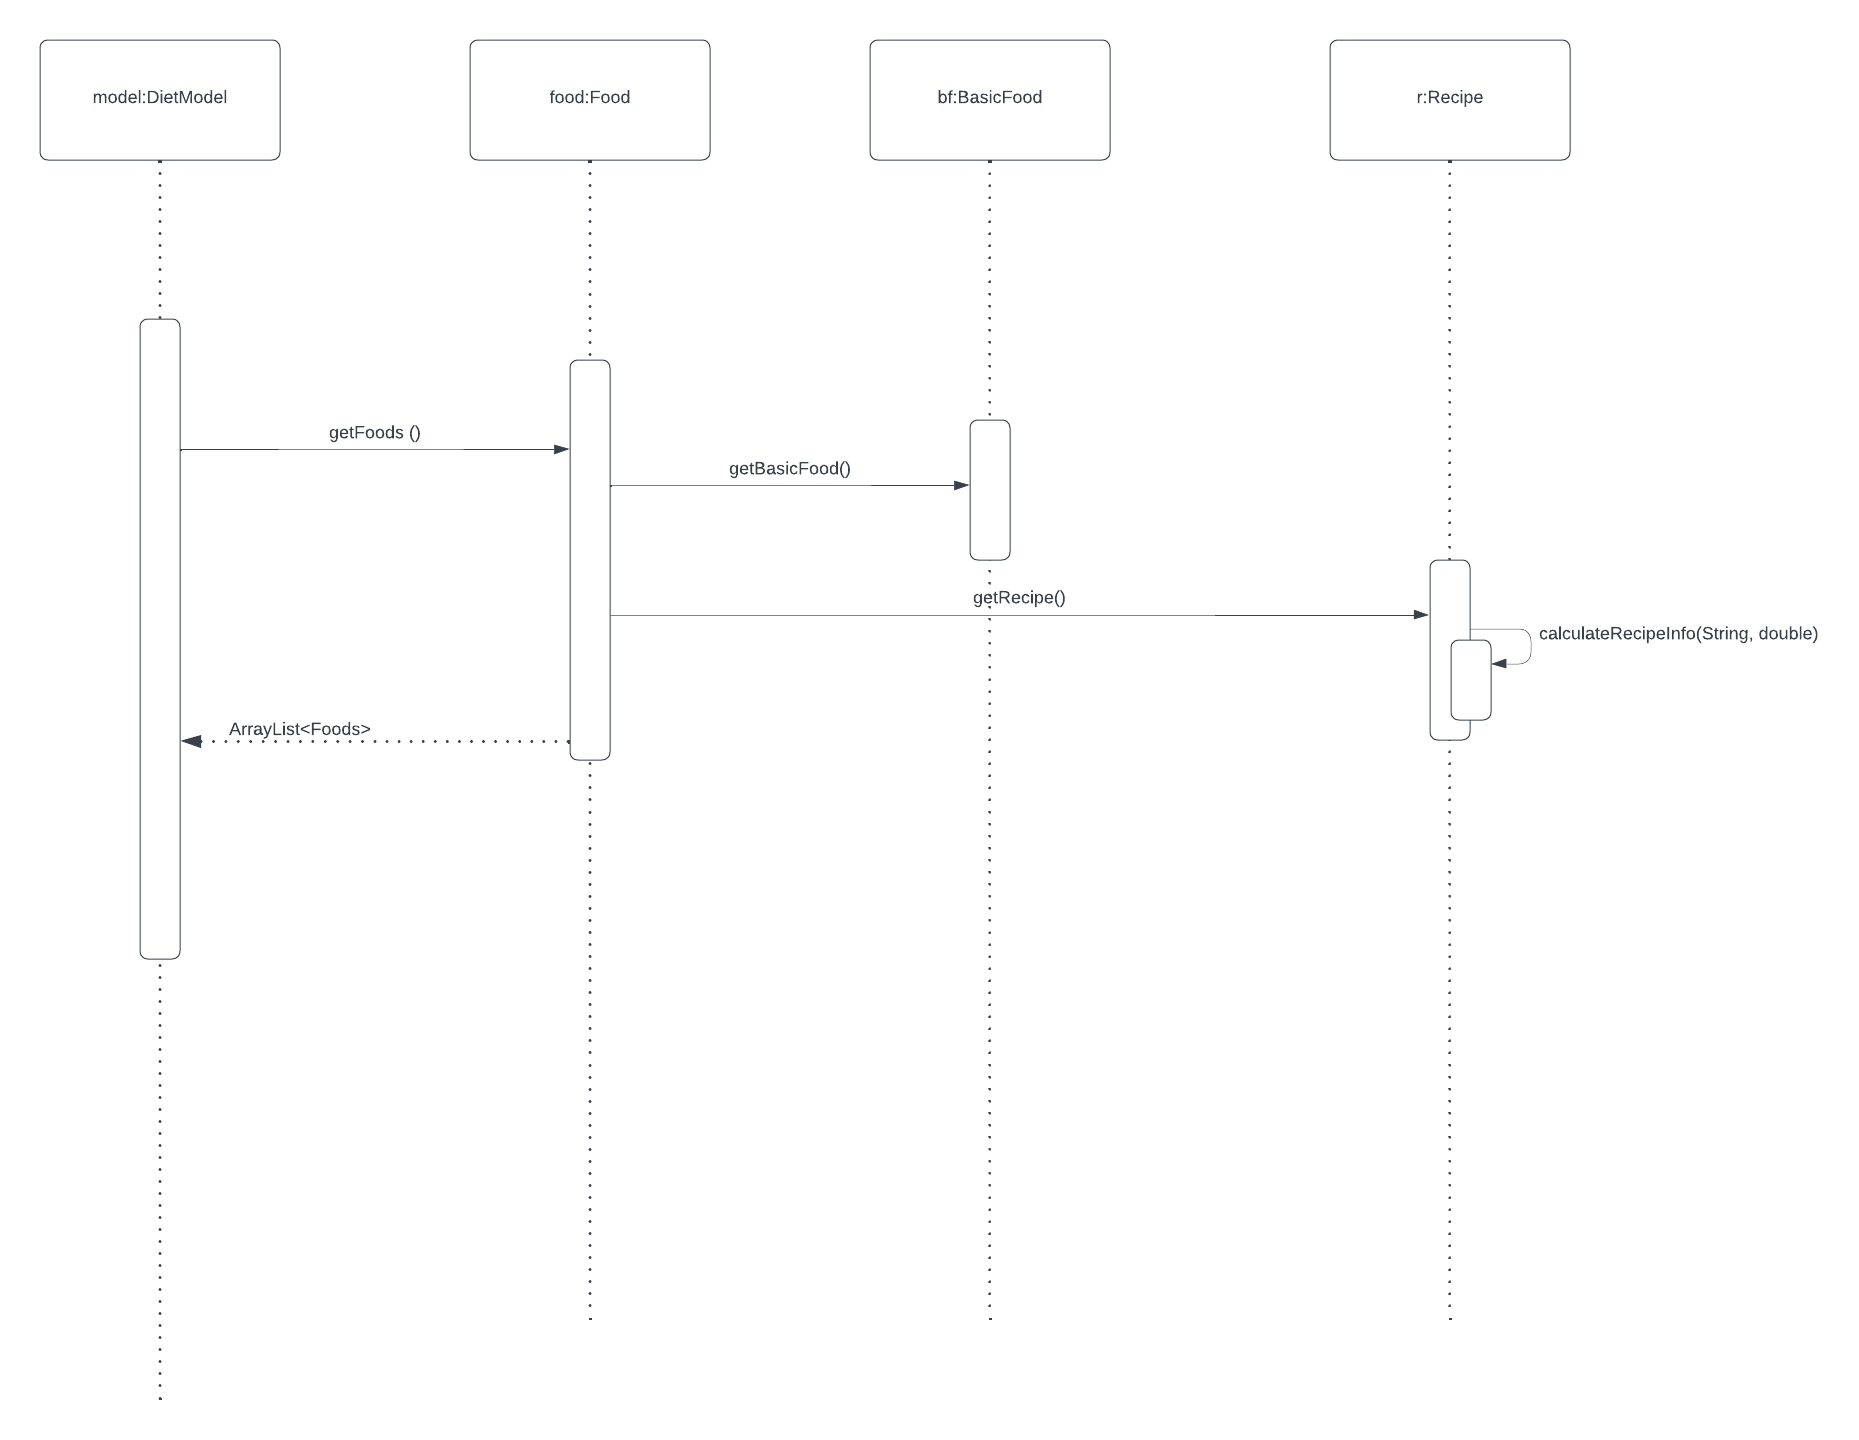 model:DietModel
food:Food
bf:BasicFood
r:Recipe
getFoods ()
getBasicFood()
getRecipe()
calculateRecipeInfo(String, double)
ArrayList<Foods>